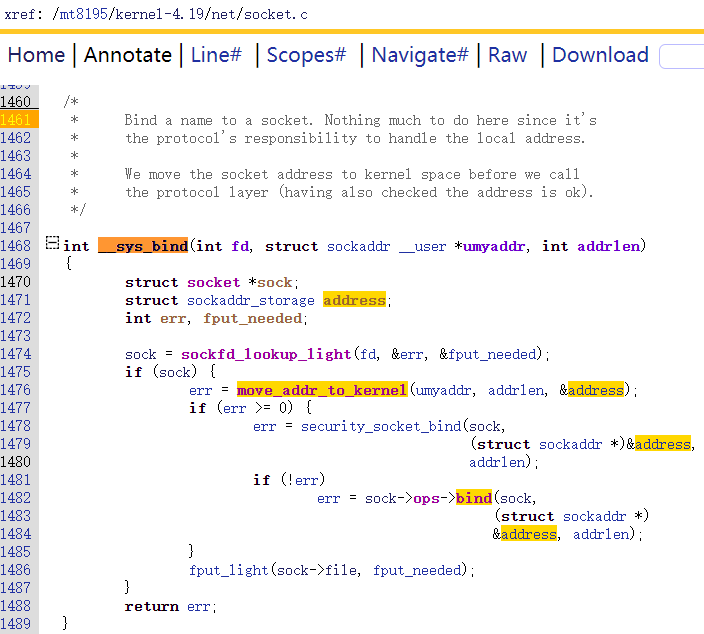 xref: /mt8195/kernel-4.19/net/socket.c
Home | Annotate | Line# | Scopes# | Navigate# | Raw | Download
1460 /*
1461  *      Bind a name to a socket. Nothing much to do here since it's
1462  *      the protocol's responsibility to handle the local address.
1463  *
1464  *      We move the socket address to kernel space before we call
1465  *      the protocol layer (having also checked the address is ok).
1466  */
1467
1468 int __sys_bind(int fd, struct sockaddr __user *umyaddr, int addrlen)
1469 {
1470         struct socket *sock;
1471         struct sockaddr_storage address;
1472         int err, fput_needed;
1473
1474         sock = sockfd_lookup_light(fd, &err, &fput_needed);
1475         if (sock) {
1476                 err = move_addr_to_kernel(umyaddr, addrlen, &address);
1477                 if (err >= 0) {
1478                         err = security_socket_bind(sock,
1479                                                    (struct sockaddr *)&address,
1480                                                    addrlen);
1481                         if (!err)
1482                                 err = sock->ops->bind(sock,
1483                                                       (struct sockaddr *)
1484                                                       &address, addrlen);
1485                 }
1486                 fput_light(sock->file, fput_needed);
1487         }
1488         return err;
1489 }